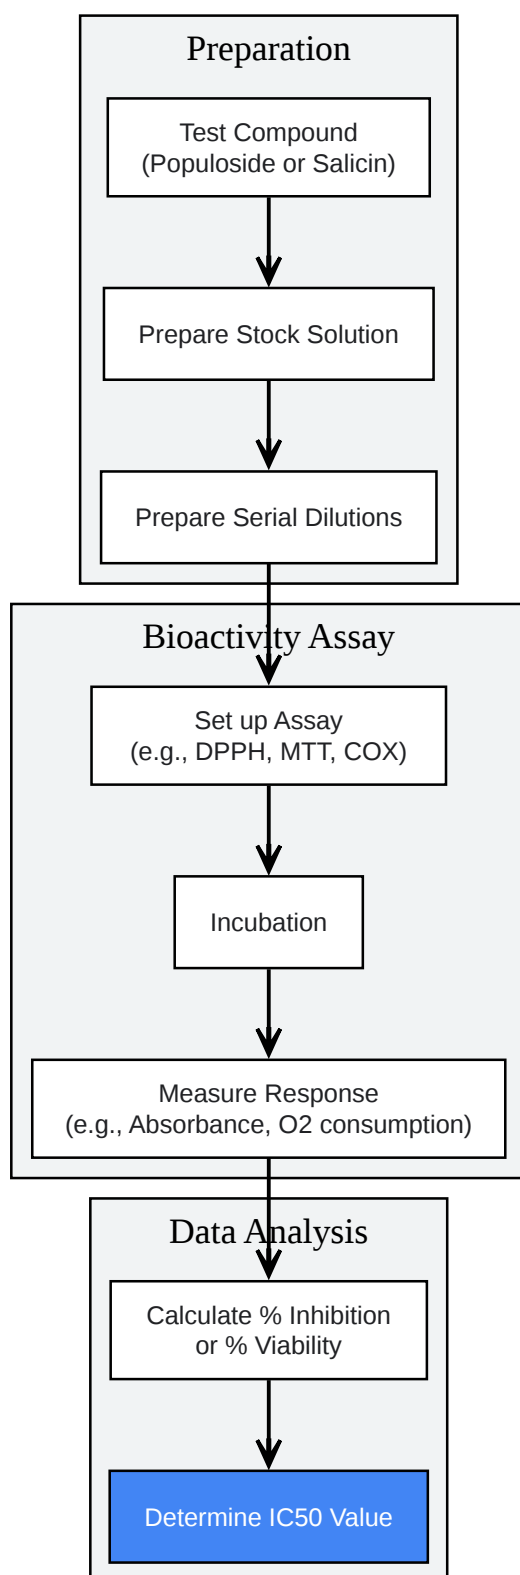 Preparation
Test Compound
(Populoside or Salicin)
Prepare Stock Solution
Prepare Serial Dilutions
Bioactivity Assay
Set up Assay
(e.g., DPPH, MTT, COX)
Incubation
Measure Response
(e.g., Absorbance, O2 consumption)
Data Analysis
Calculate % Inhibition
or % Viability
Determine IC50 Value